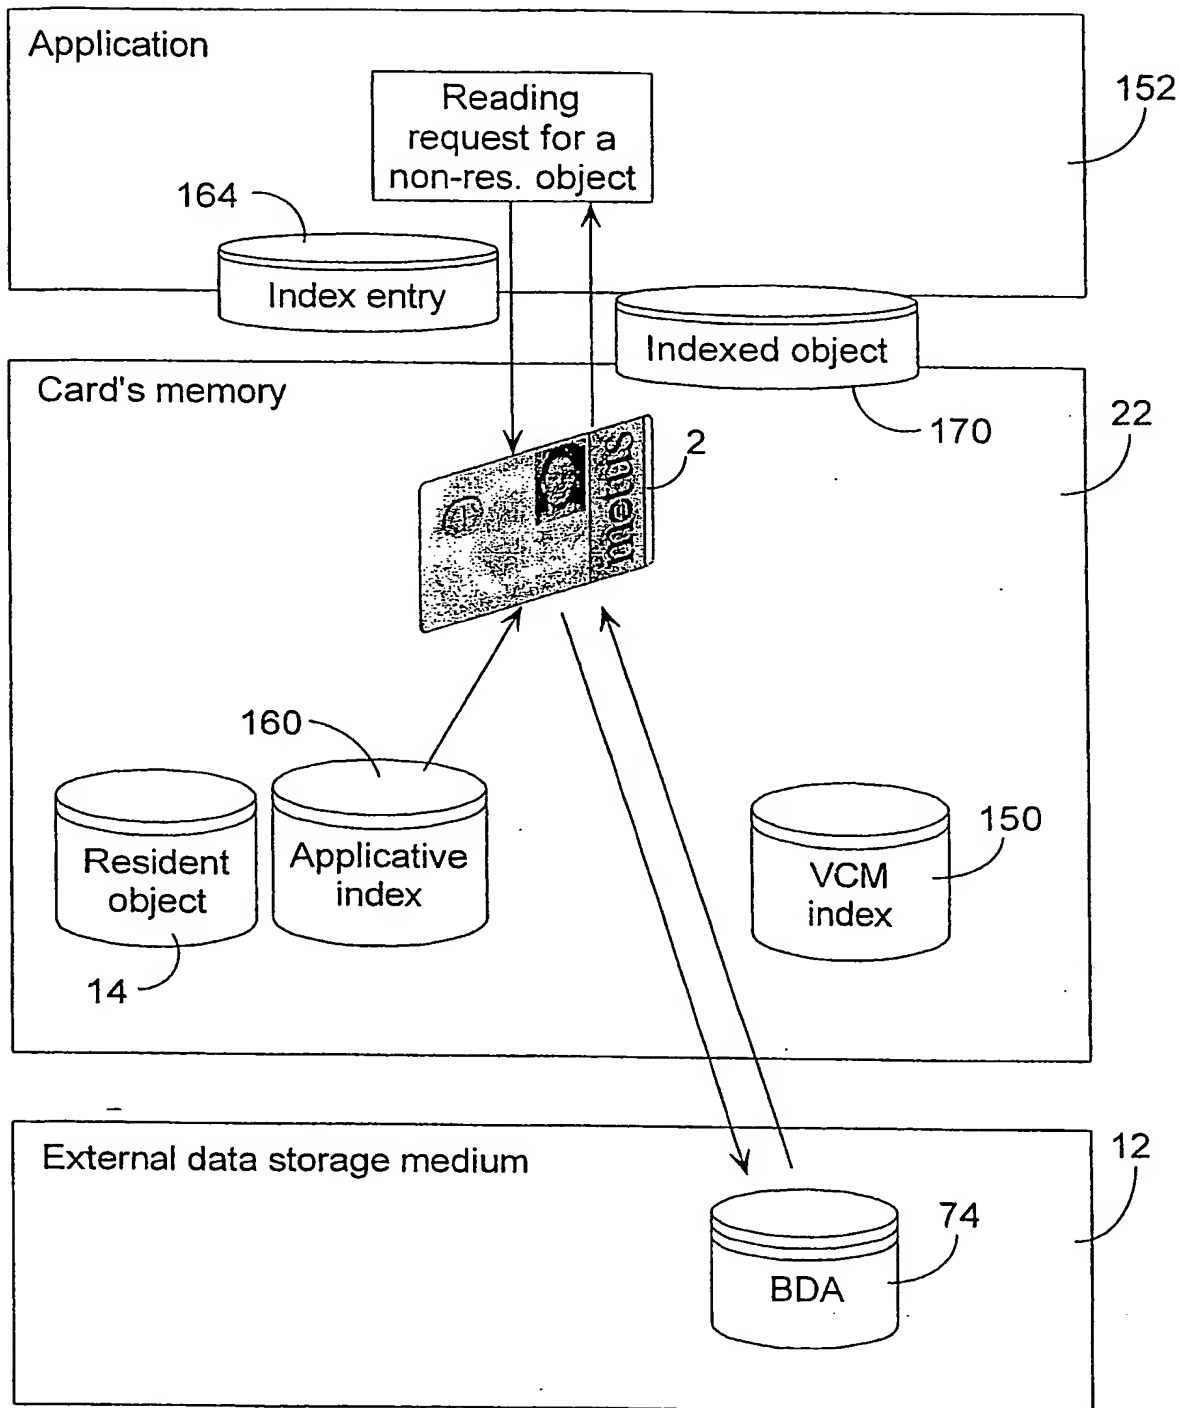 Application
152
Reading
request for a
non-res. object
164
Index entry
Indexed object
Card's memory
22
170
2
metus
160
Resident
object
Applicative
index
150
VCM
index
14
External data storage medium
12
74
BDA